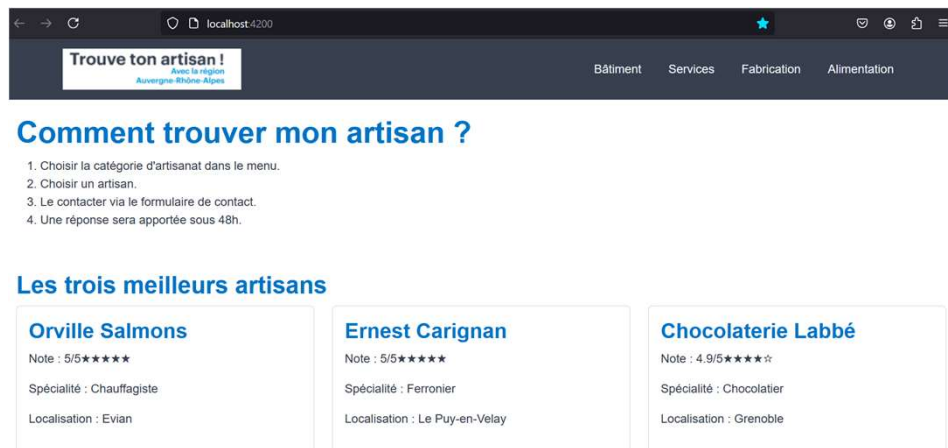 localhost:4200
Trouve ton artisan !
Avec la région
Auvergne-Rhône-Alpes
Bâtiment Services Fabrication Alimentation
Comment trouver mon artisan ?
1. Choisir la catégorie d'artisanat dans le menu.
2. Choisir un artisan.
3. Le contacter via le formulaire de contact.
4. Une réponse sera apportée sous 48h.
Les trois meilleurs artisans
Orville Salmons
Note : 5/5★★★★★
Spécialité : Chauffagiste
Localisation : Evian
Ernest Carignan
Note : 5/5★★★★★
Spécialité : Ferronier
Localisation : Le Puy-en-Velay
Chocolaterie Labbé
Note : 4.9/5★★★★☆
Spécialité : Chocolatier
Localisation : Grenoble